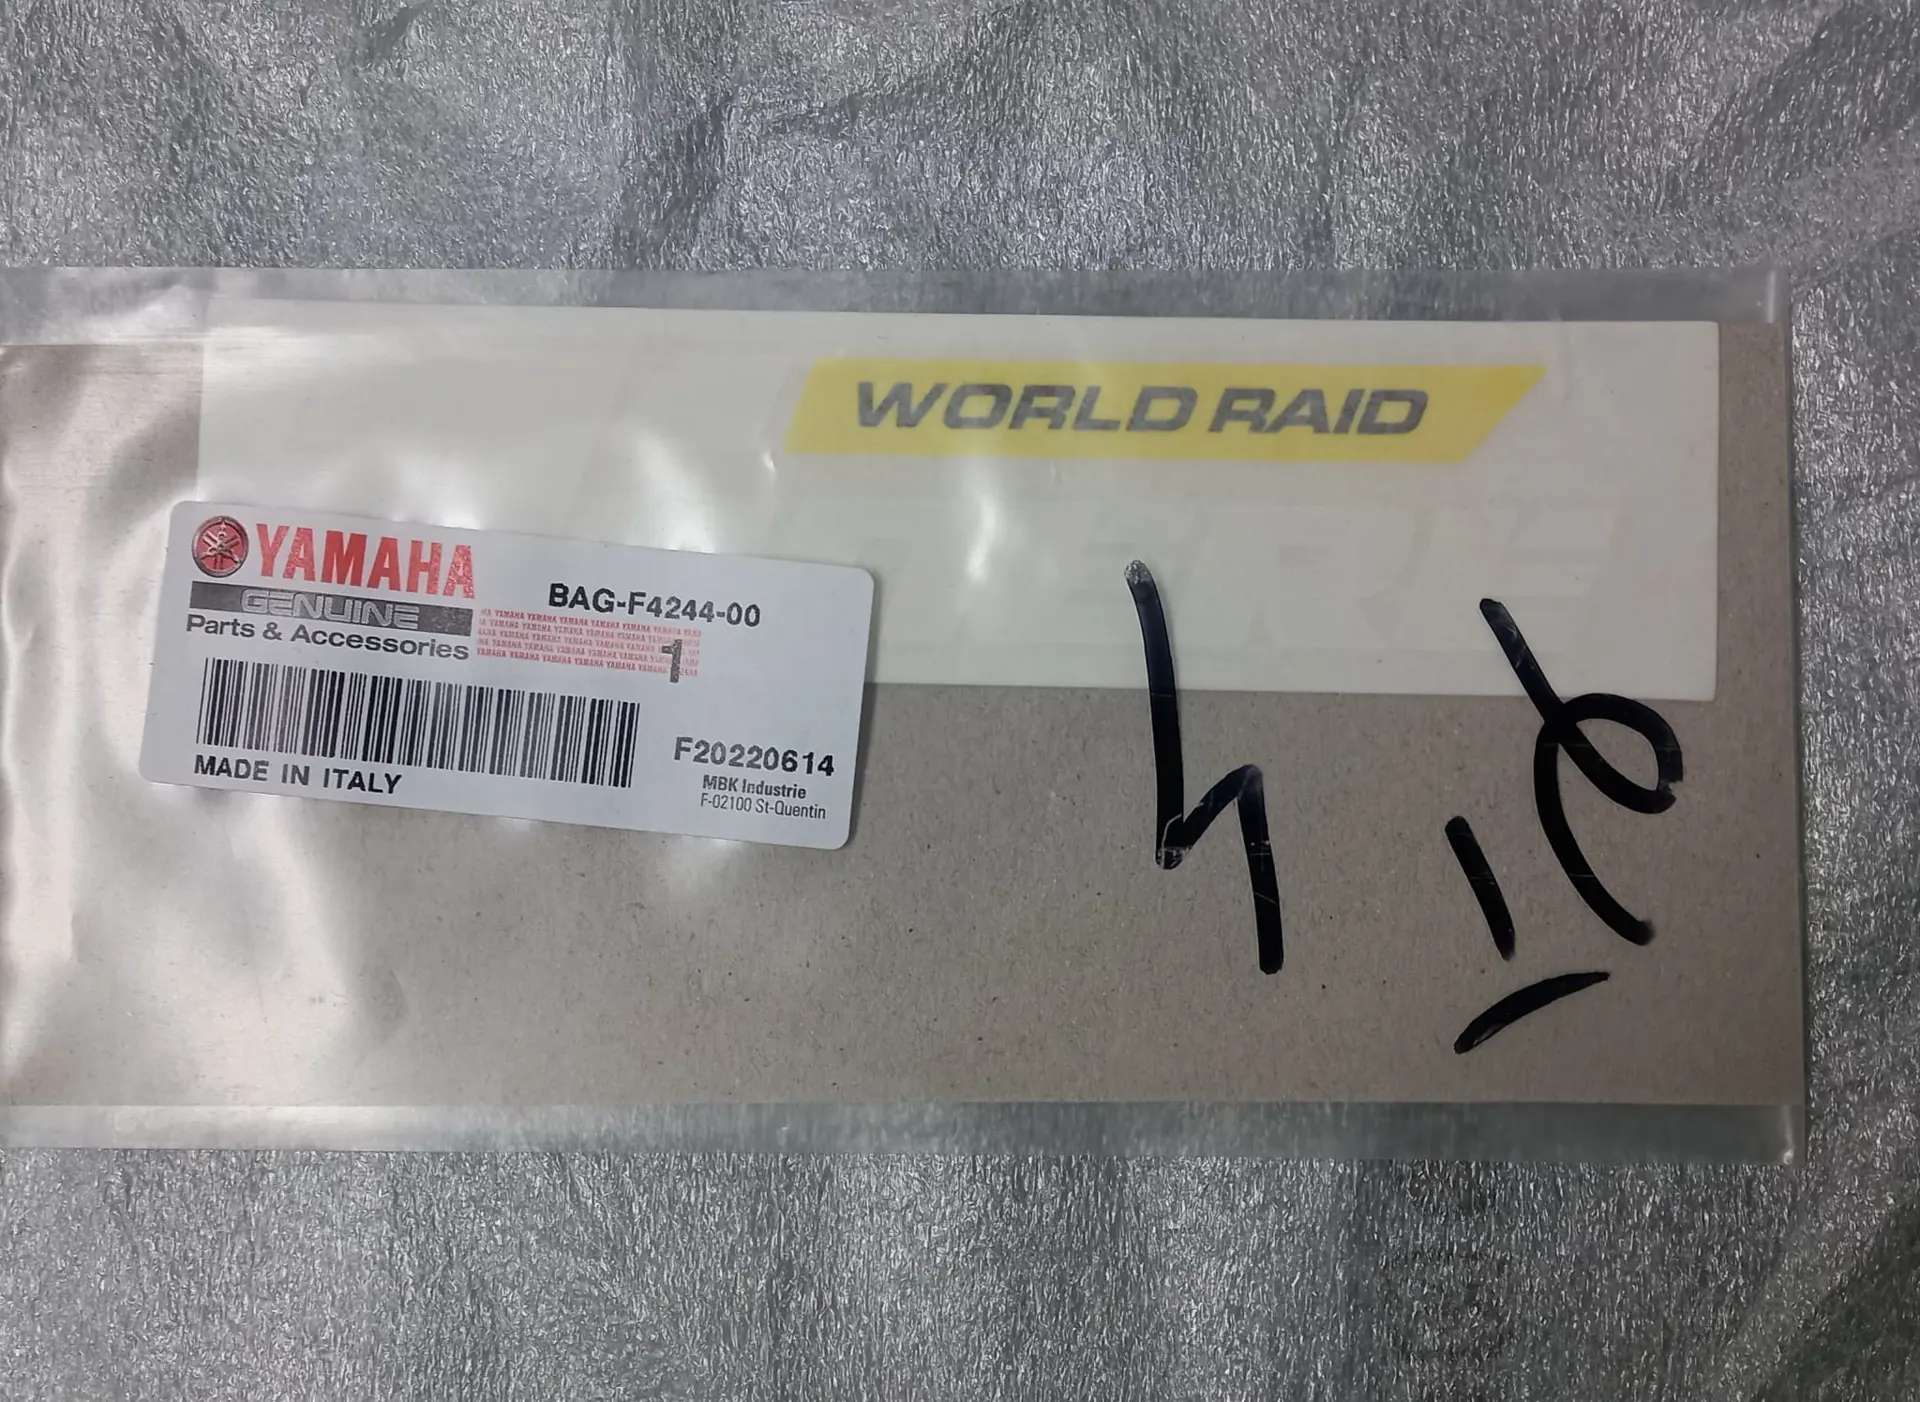 WORLD RAID
YAMAHA
GENUINE
Parts & Accessories
BAG-F4244-00
1
MADE IN ITALY
F20220614
MBK Industrie
F-02100 St-Quentin